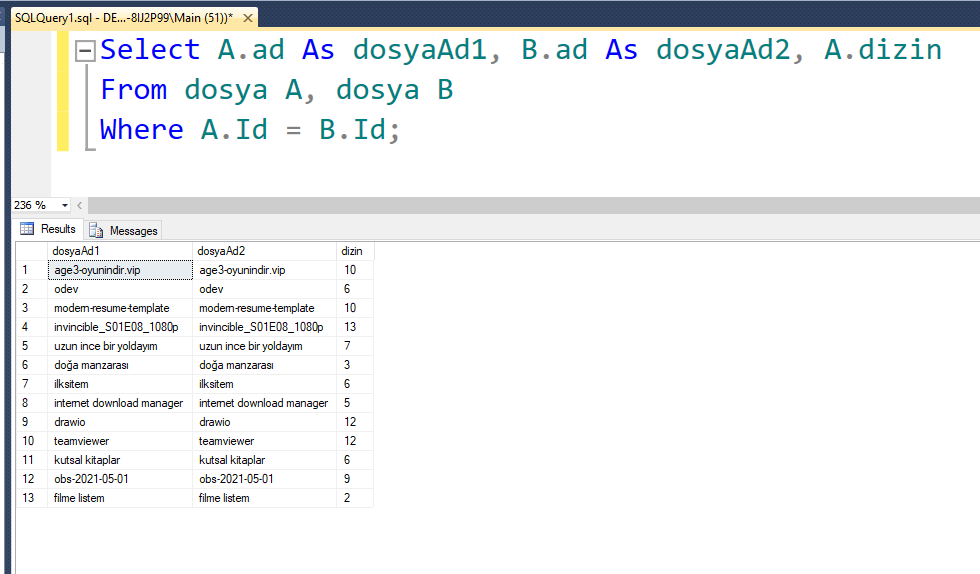 SQLQuery1.sql - DE...-8IJ2P99\Main (51))* ×
Select A.ad As dosyaAd1, B.ad As dosyaAd2, A.dizin
From dosya A, dosya B
Where A.Id = B.Id;
236 %
Results Messages
dosyaAd1 dosyaAd2 dizin
1 age3-oyunindir.vip age3-oyunindir.vip 10
2 odev odev 6
3 modern-resume-template modern-resume-template 10
4 invincible_S01E08_1080p invincible_S01E08_1080p 13
5 uzun ince bir yoldayım uzun ince bir yoldayım 7
6 doğa manzarası doğa manzarası 3
7 ilksitem ilksitem 6
8 internet download manager internet download manager 5
9 drawio drawio 12
10 teamviewer teamviewer 12
11 kutsal kitaplar kutsal kitaplar 6
12 obs-2021-05-01 obs-2021-05-01 9
13 filme listem filme listem 2